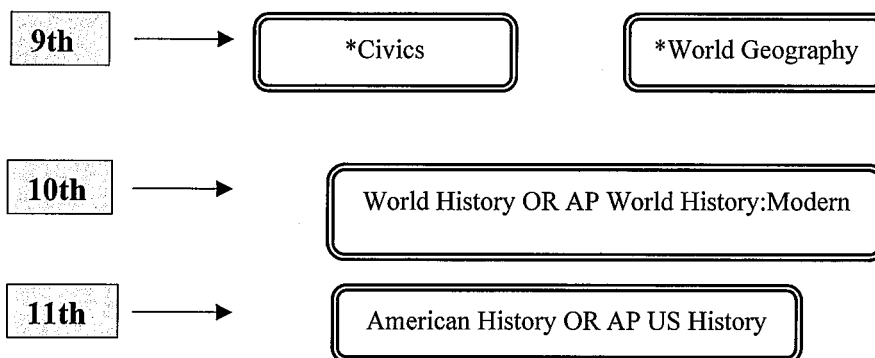 9th
*Civics
*World Geography
10th
World History OR AP World History:Modern
11th
American History OR AP US History